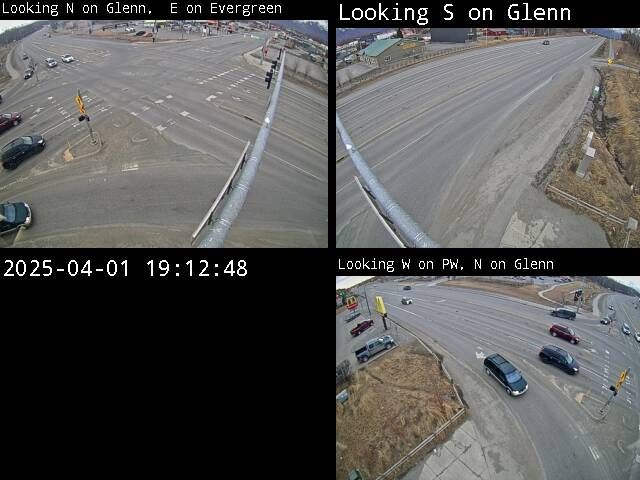 Looking N on Glenn,  E on Evergreen
Looking S on Glenn
2025-04-01 19:12:48
Looking W on PW, N on Glenn